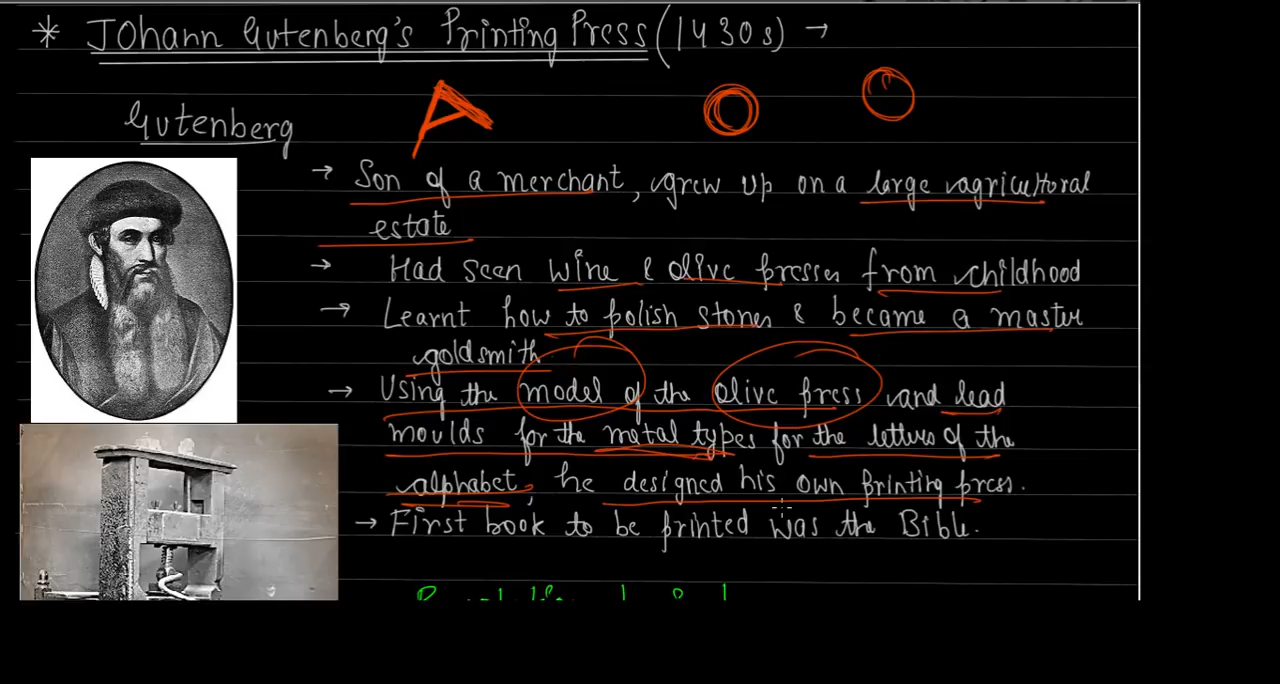 * Johann Gutenberg's Printing Press (1430s) →
A O O
Gutenberg
→ Son of a merchant, grew up on a large agricultural
estate
→ Had seen wine & olive presses from childhood
→ Learnt how to polish stones & became a master
goldsmith
→ Using the model of the olive press and lead
moulds for the metal types for the letters of the
alphabet, he designed his own printing press.
→ First book to be printed was the Bible.